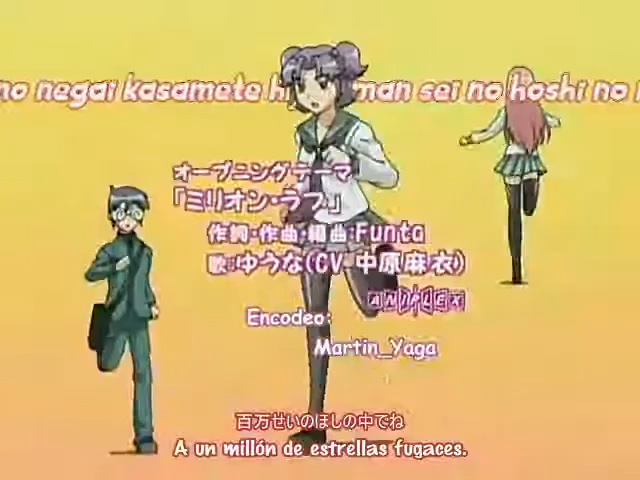 no negai kasamete h man sei no hoshi no
オープニングテーマ
「ミリオン・ラブ」
作詞・作曲・編曲:Funta
歌:ゆうな(CV 中原麻衣)
ANIPLEX
Encodeo:
Martin_Yaga
百万せいのほしの中でね
A un millón de estrellas fugaces.